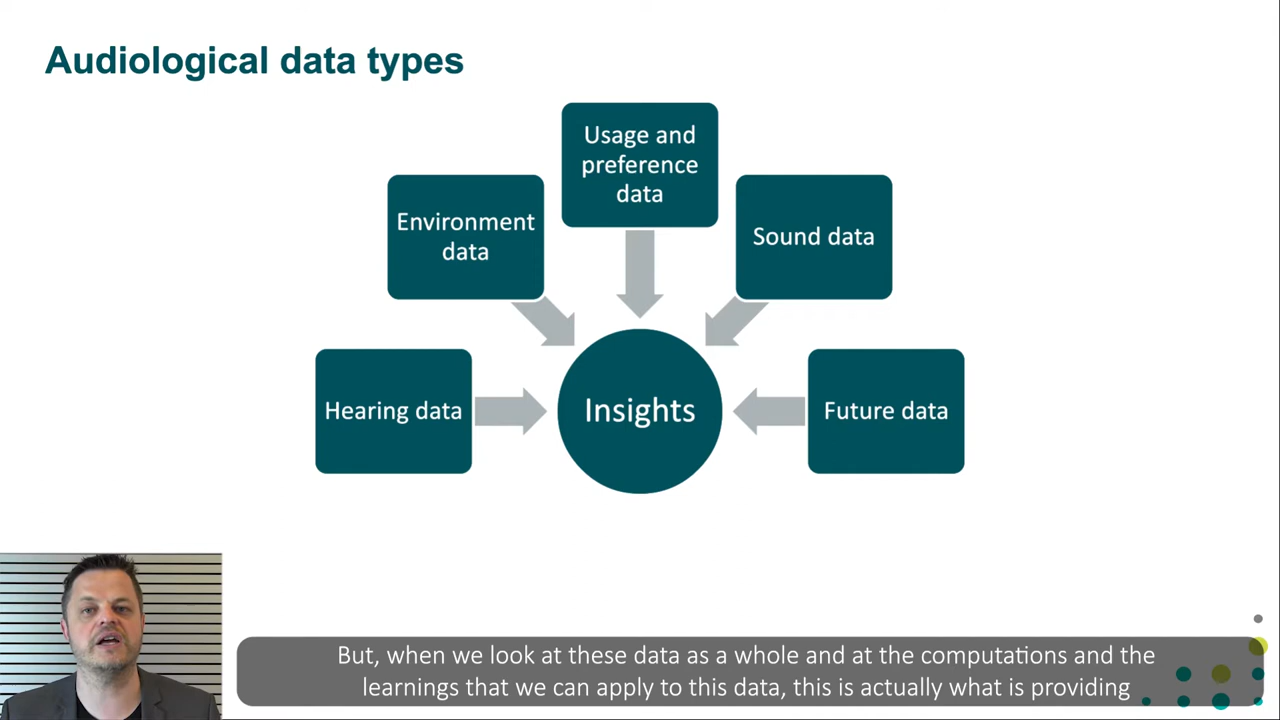 Audiological data types
Usage and
preference
data
Environment
data
Sound data
Hearing data
Insights
Future data
But, when we look at these data as a whole and at the computations and the
learnings that we can apply to this data, this is actually what is providing